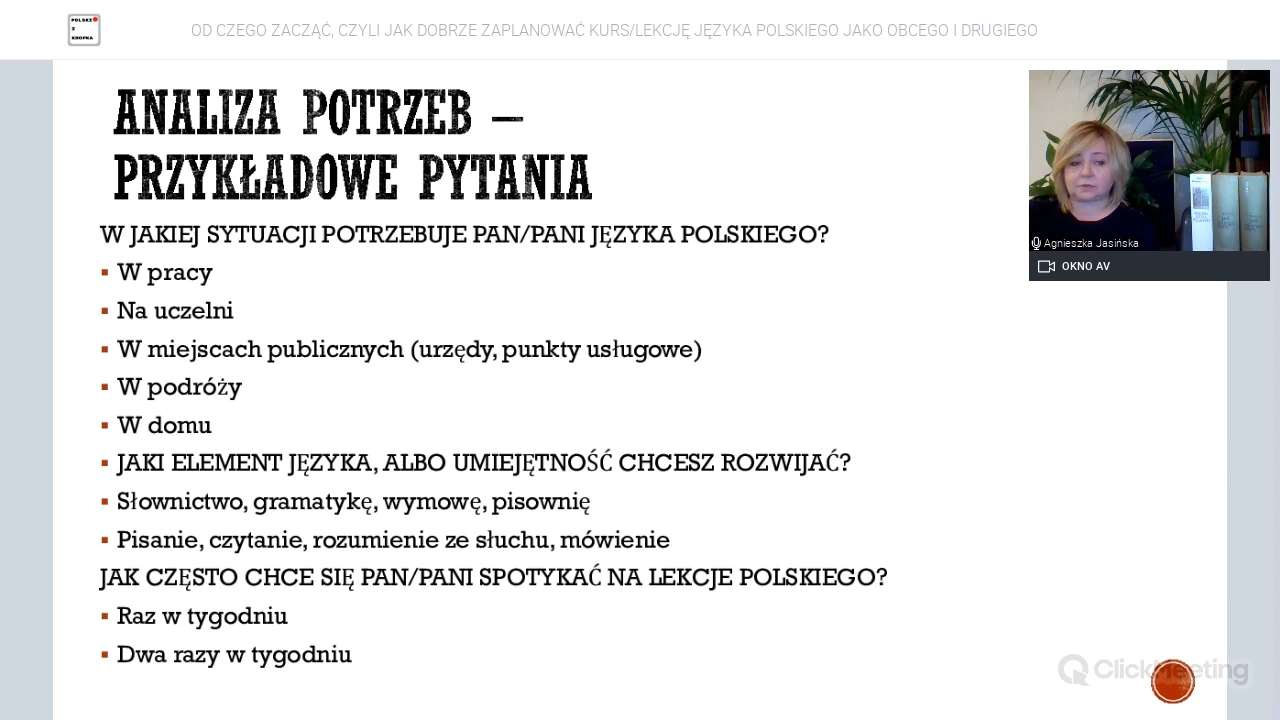 POLSKI
Z
KROPKA
OD CZEGO ZACZĄĆ, CZYLI JAK DOBRZE ZAPLANOWAĆ KURS/LEKCJĘ JĘZYKA POLSKIEGO JAKO OBCEGO I DRUGIEGO
ANALIZA POTRZEB –
PRZYKŁADOWE PYTANIA
W JAKIEJ SYTUACJI POTRZEBUJE PAN/PANI JĘZYKA POLSKIEGO?
▪ W pracy
▪ Na uczelni
▪ W miejscach publicznych (urzędy, punkty usługowe)
▪ W podróży
▪ W domu
▪ JAKI ELEMENT JĘZYKA, ALBO UMIEJĘTNOŚĆ CHCESZ ROZWIJAĆ?
▪ Słownictwo, gramatykę, wymowę, pisownię
▪ Pisanie, czytanie, rozumienie ze słuchu, mówienie
JAK CZĘSTO CHCE SIĘ PAN/PANI SPOTYKAĆ NA LEKCJE POLSKIEGO?
▪ Raz w tygodniu
▪ Dwa razy w tygodniu
Agnieszka Jasińska
OKNO AV
ClickMeeting